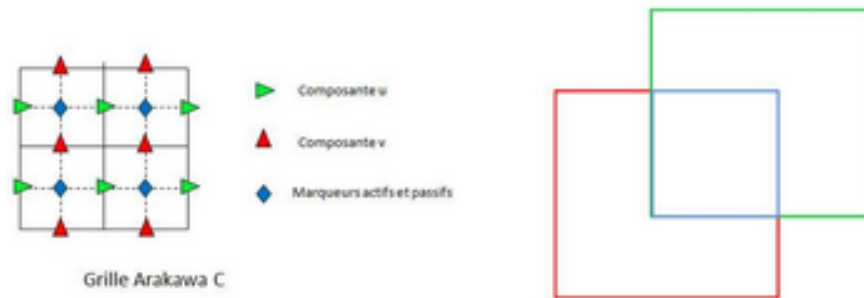 Composante u
Composante v
Marqueurs actifs et passifs
Grille Arakawa C